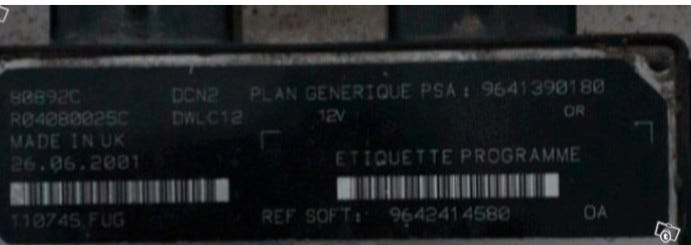 80892C DCN2 PLAN GENERIQUE PSA: 9641390180
R04080025C DWLC12 12V OR
MADE IN UK
26.06.2001 ETIQUETTE PROGRAMME
110745 FUG REF SOFT: 9642414580 OA